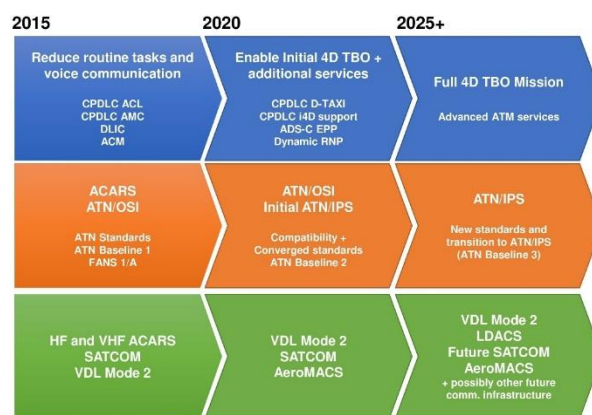 2015
2020
2025+
Reduce routine tasks and
voice communication
CPDLC ACL
CPDLC AMC
DLIC
ACM
Enable Initial 4D TBO +
additional services
CPDLC D-TAXI
CPDLC i4D support
ADS-C EPP
Dynamic RNP
Full 4D TBO Mission
Advanced ATM services
ACARS
ATN/OSI
ATN Standards
ATN Baseline 1
FANS 1/A
ATN/OSI
Initial ATN/IPS
Compatibility +
Converged standards
ATN Baseline 2
ATN/IPS
New standards and
transition to ATN/IPS
(ATN Baseline 3)
HF and VHF ACARS
SATCOM
VDL Mode 2
VDL Mode 2
SATCOM
AeroMACS
VDL Mode 2
LDACS
Future SATCOM
AeroMACS
+ possibly other future
comm. infrastructure